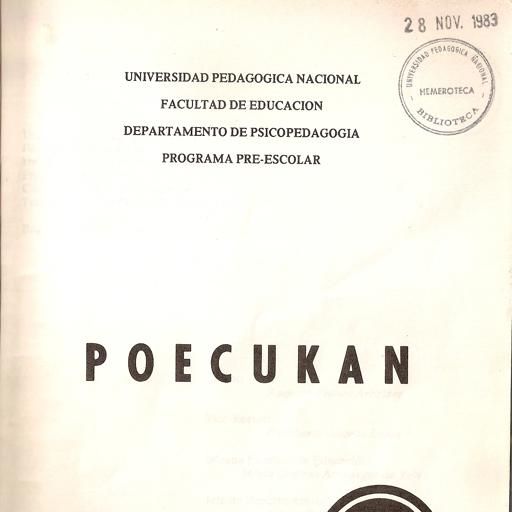 28 NOV. 1983
UNIVERSIDAD PEDAGOGICA NACIONAL
HEMEROTECA
BIBLIOTECA
UNIVERSIDAD PEDAGOGICA NACIONAL
FACULTAD DE EDUCACION
DEPARTAMENTO DE PSICOPEDAGOGIA
PROGRAMA PRE-ESCOLAR
POECUKAN